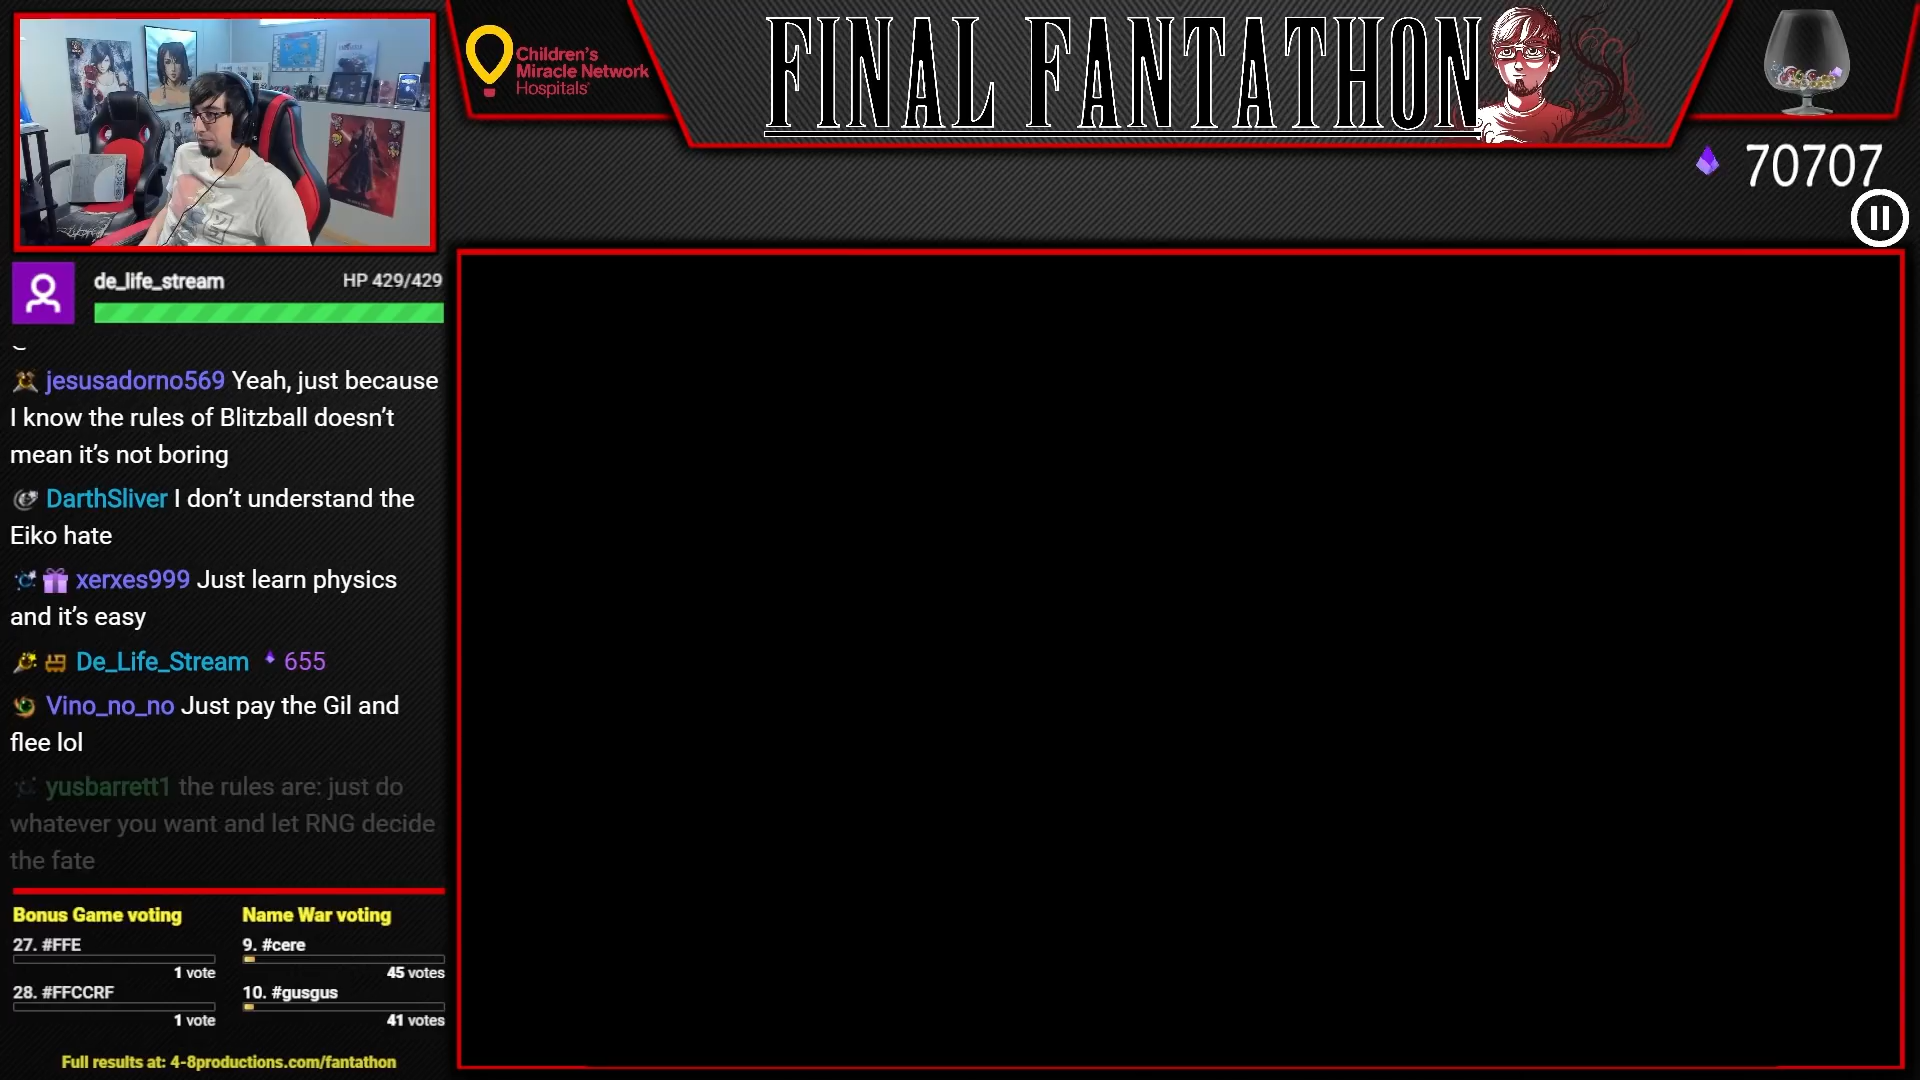 Children's
Miracle Network
Hospitals
FINAL FANTATHON
70707
de_life_stream HP 429/429
jesusadorno569 Yeah, just because
I know the rules of Blitzball doesn't
mean it's not boring
DarthSliver I don't understand the
Eiko hate
xerxes999 Just learn physics
and it's easy
De_Life_Stream 655
Vino_no_no Just pay the Gil and
flee lol
yusbarrett1 the rules are: just do
whatever you want and let RNG decide
the fate
Bonus Game voting
27. #FFE
1 vote
28. #FFCCRF
1 vote
Name War voting
9. #cere
45 votes
10. #gusgus
41 votes
Full results at: 4-8productions.com/fantathon